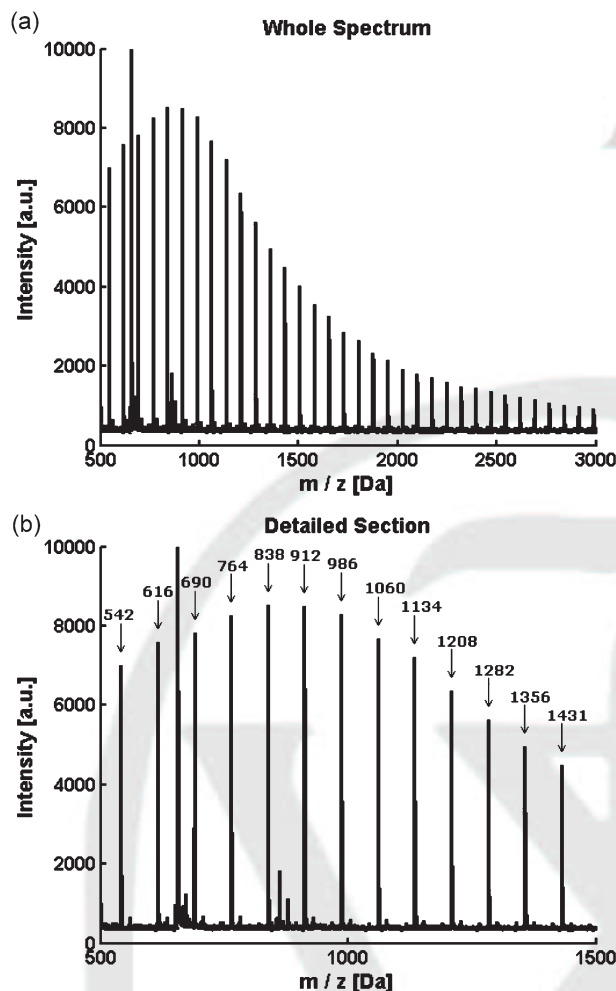 (a)
Whole Spectrum
10000
8000
6000
4000
2000
0
Intensity [a.u.]
500 1000 1500 2000 2500 3000
m / z [Da]
(b)
Detailed Section
10000
8000
6000
4000
2000
0
Intensity [a.u.]
542 616 690 764 838 912 986 1060 1134 1208 1282 1356 1431
500 1000 1500
m / z [Da]